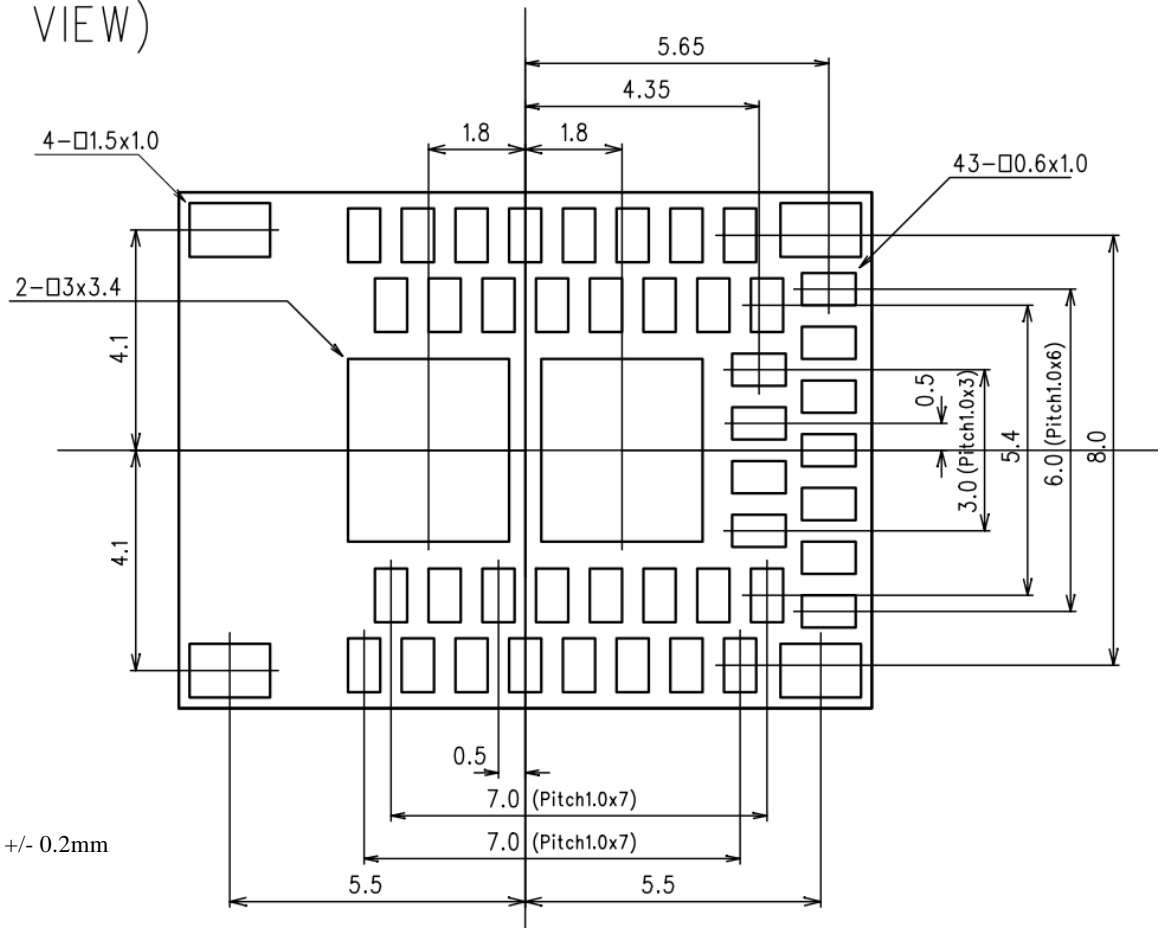 VIEW)
5.65
4.35
1.8
1.8
4-□1.5x1.0
43-□0.6x1.0
2-□3x3.4
4.1
4.1
0.5
3.0 (Pitch1.0x3)
5.4
6.0 (Pitch1.0x6)
8.0
0.5
7.0 (Pitch1.0x7)
7.0 (Pitch1.0x7)
+/- 0.2mm
5.5
5.5